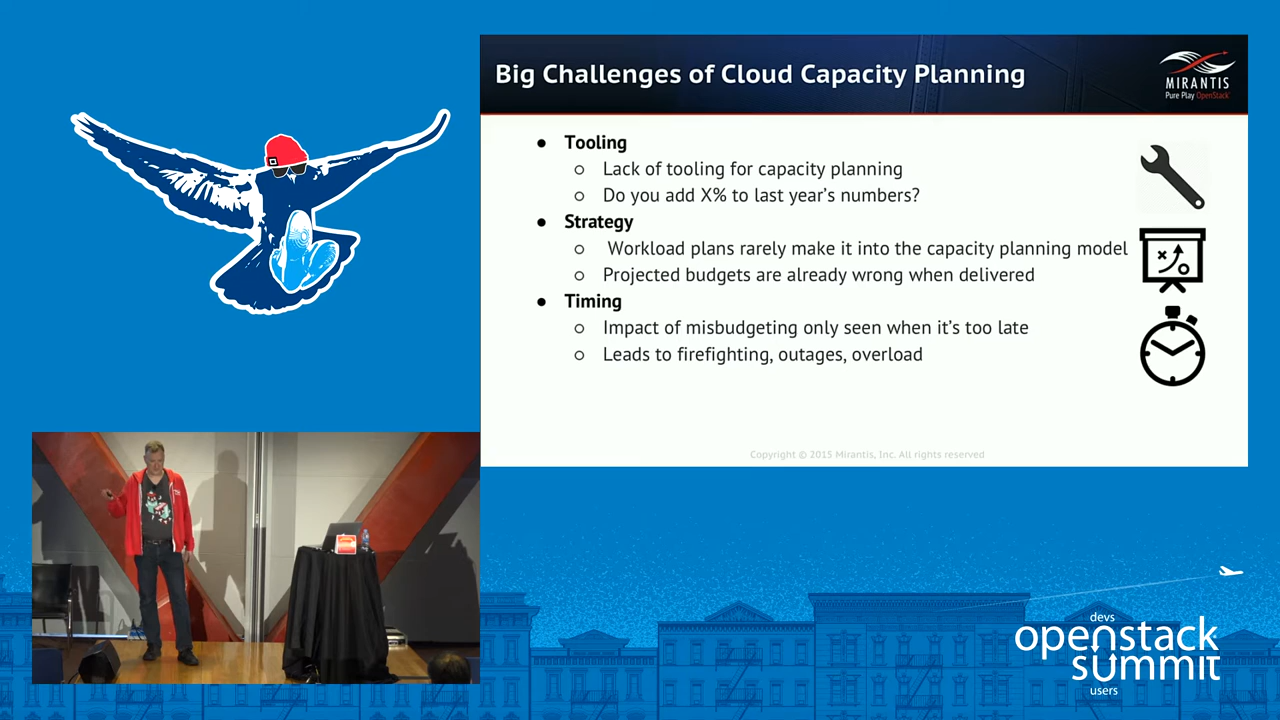 Big Challenges of Cloud Capacity Planning
MIRANTIS
Pure Play OpenStack
● Tooling
○ Lack of tooling for capacity planning
○ Do you add X% to last year's numbers?
● Strategy
○ Workload plans rarely make it into the capacity planning model
○ Projected budgets are already wrong when delivered
● Timing
○ Impact of misbudgeting only seen when it's too late
○ Leads to firefighting, outages, overload
Copyright © 2015 Mirantis, Inc. All rights reserved
devs
openstack
summit
users